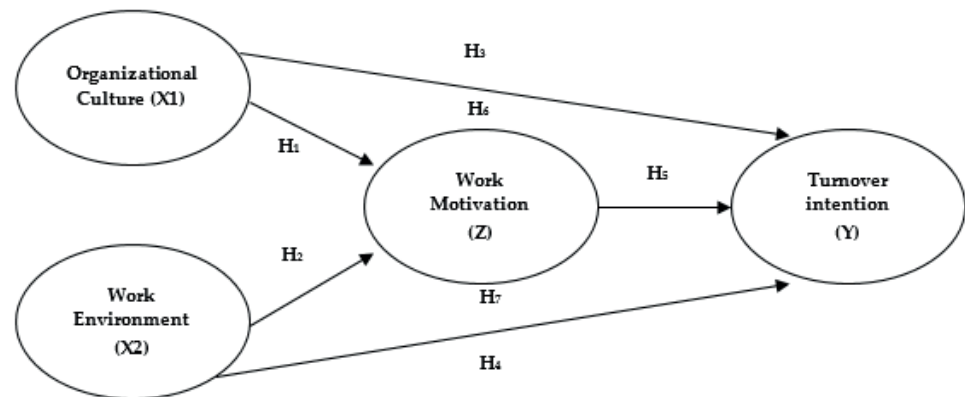 H₃
Organizational
Culture (X1)
H₆
H₁
Work
Motivation
(Z)
H₅
Turnover
intention
(Y)
H₂
Work
Environment
(X2)
H₇
H₄